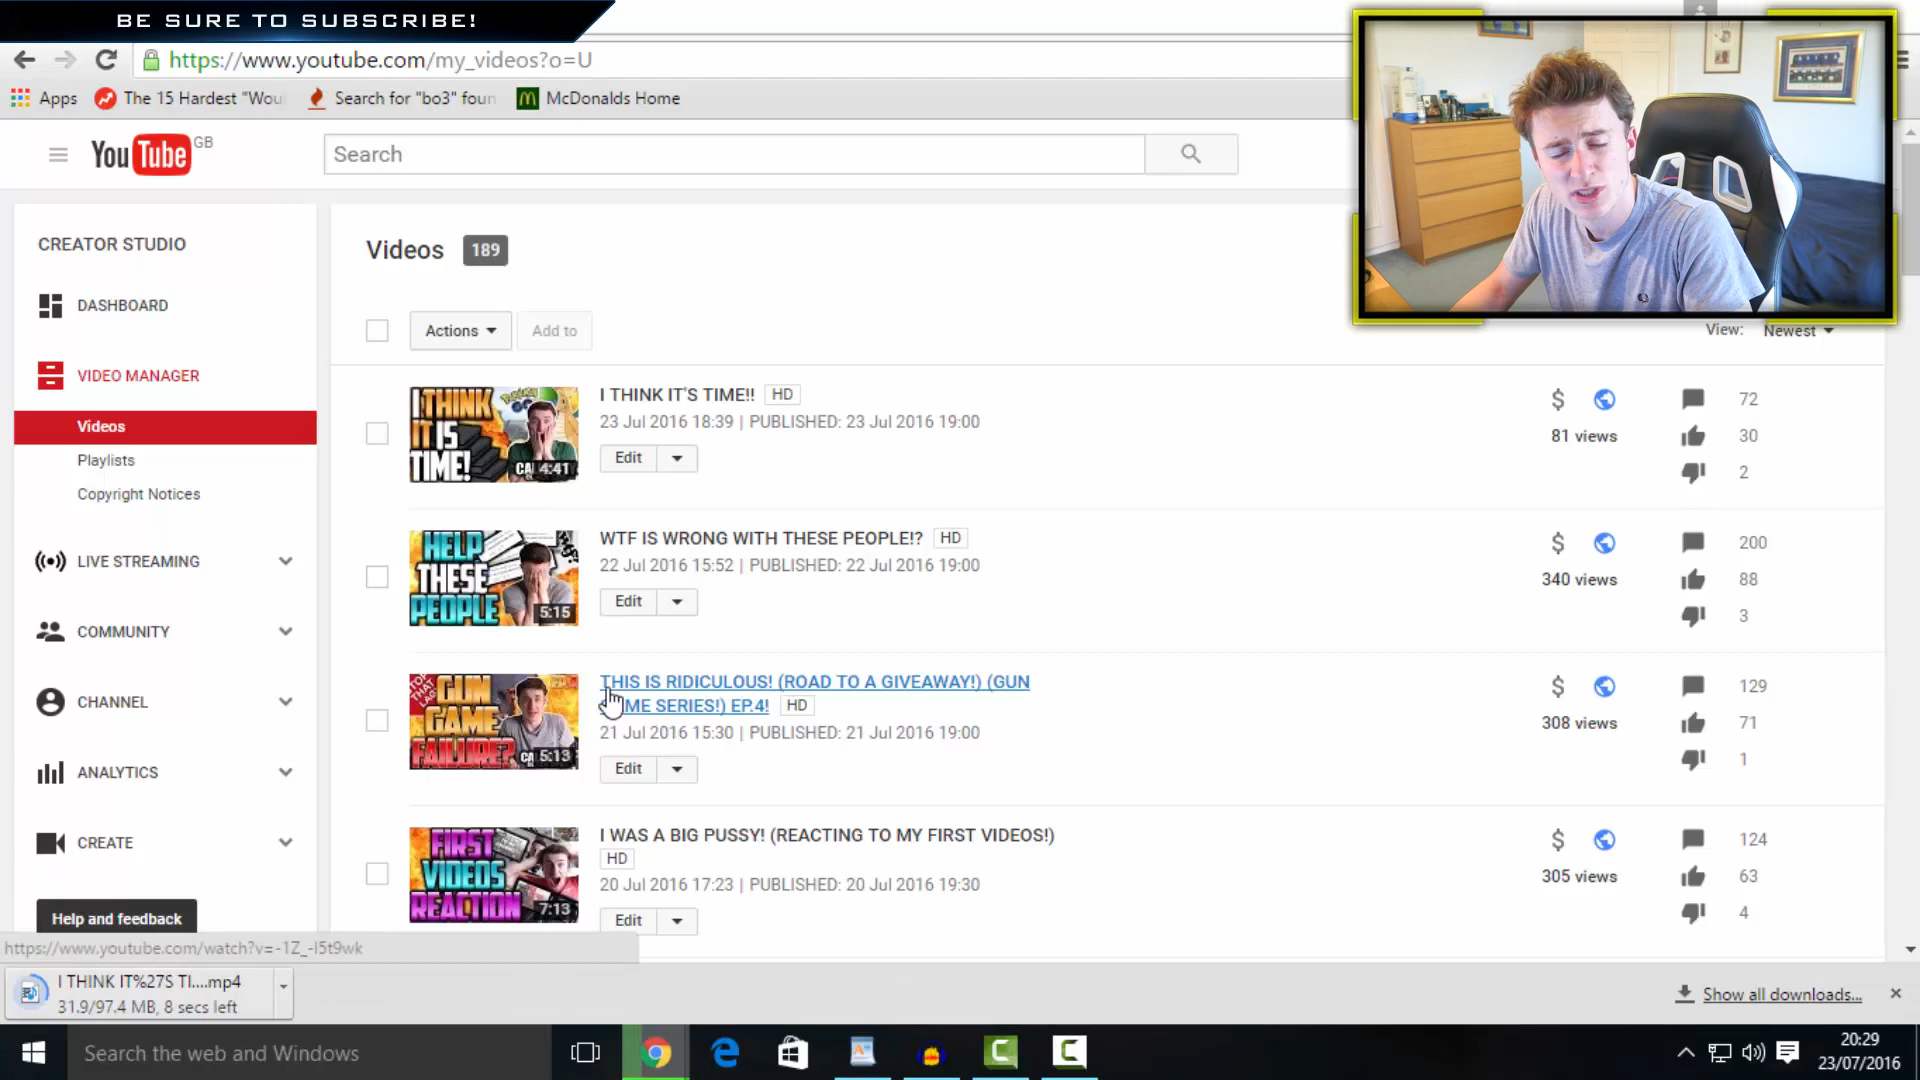 BE SURE TO SUBSCRIBE!
https://www.youtube.com/my_videos?o=U
Apps
The 15 Hardest "Wou
Search for "bo3" foun
McDonalds Home
YouTube GB
Search
CREATOR STUDIO
DASHBOARD
VIDEO MANAGER
Videos
Playlists
Copyright Notices
LIVE STREAMING
COMMUNITY
CHANNEL
ANALYTICS
CREATE
Help and feedback
Videos 189
Actions
Add to
View: Newest
I THINK IT IS TIME!
4:41
I THINK IT'S TIME!! HD
23 Jul 2016 18:39 | PUBLISHED: 23 Jul 2016 19:00
Edit
81 views
72
30
2
HELP THESE PEOPLE
5:15
WTF IS WRONG WITH THESE PEOPLE!? HD
22 Jul 2016 15:52 | PUBLISHED: 22 Jul 2016 19:00
Edit
340 views
200
88
3
GUN GAME FAILURE?
5:13
THIS IS RIDICULOUS! (ROAD TO A GIVEAWAY!) (GUN
ME SERIES!) EP.4! HD
21 Jul 2016 15:30 | PUBLISHED: 21 Jul 2016 19:00
Edit
308 views
129
71
1
FIRST VIDEOS REACTION
7:13
I WAS A BIG PUSSY! (REACTING TO MY FIRST VIDEOS!)
HD
20 Jul 2016 17:23 | PUBLISHED: 20 Jul 2016 19:30
Edit
305 views
124
63
4
https://www.youtube.com/watch?v=-1Z_-I5t9wk
I THINK IT%27S TI....mp4
31.9/97.4 MB, 8 secs left
Show all downloads...
Search the web and Windows
20:29
23/07/2016